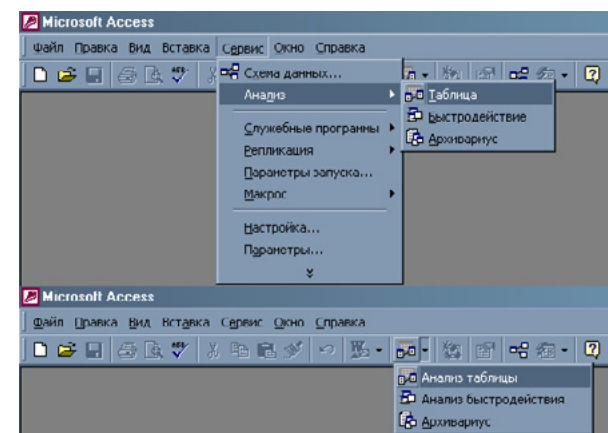 Microsoft Access
Файл Правка Вид Вставка Сервис Окно Справка
Схема данных...
Анализ
Таблица
Быстродействие
Архивариус
Служебные программы
Репликация
Параметры запуска...
Макрос
Настройка...
Параметры...
Microsoft Access
Файл Правка Вид Вставка Сервис Окно Справка
Анализ таблицы
Анализ быстродействия
Архивариус